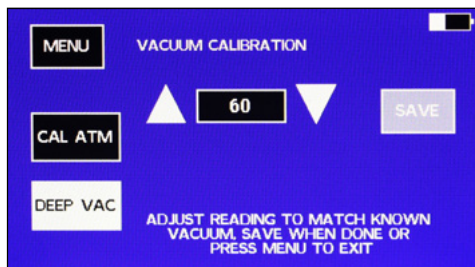 MENU
VACUUM CALIBRATION
60
SAVE
CAL ATM
DEEP VAC
ADJUST READING TO MATCH KNOWN
VACUUM, SAVE WHEN DONE OR
PRESS MENU TO EXIT